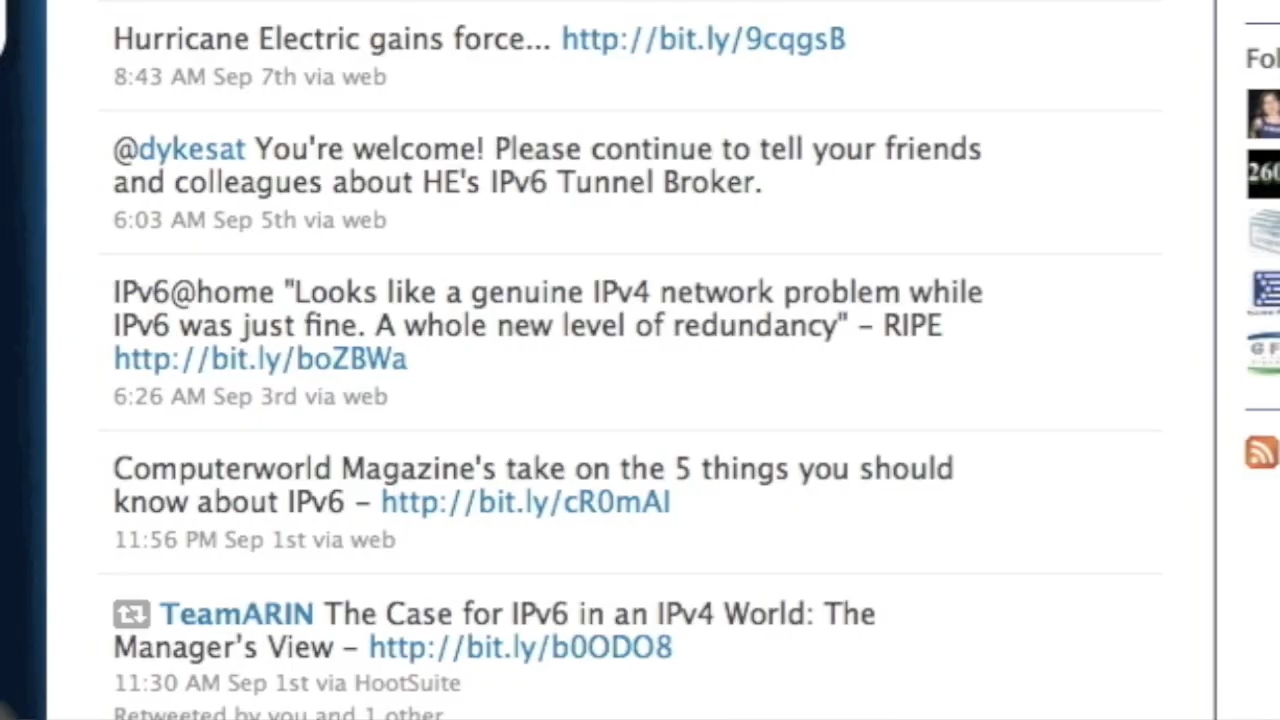 Hurricane Electric gains force... http://bit.ly/9cqgsB
8:43 AM Sep 7th via web
@dykesat You're welcome! Please continue to tell your friends
and colleagues about HE's IPv6 Tunnel Broker.
6:03 AM Sep 5th via web
IPv6@home "Looks like a genuine IPv4 network problem while
IPv6 was just fine. A whole new level of redundancy" – RIPE
http://bit.ly/boZBWa
6:26 AM Sep 3rd via web
Computerworld Magazine's take on the 5 things you should
know about IPv6 – http://bit.ly/cR0mAI
11:56 PM Sep 1st via web
TeamARIN The Case for IPv6 in an IPv4 World: The
Manager's View – http://bit.ly/b0ODO8
11:30 AM Sep 1st via HootSuite
Retweeted by you and 1 other
Fol
260
G F